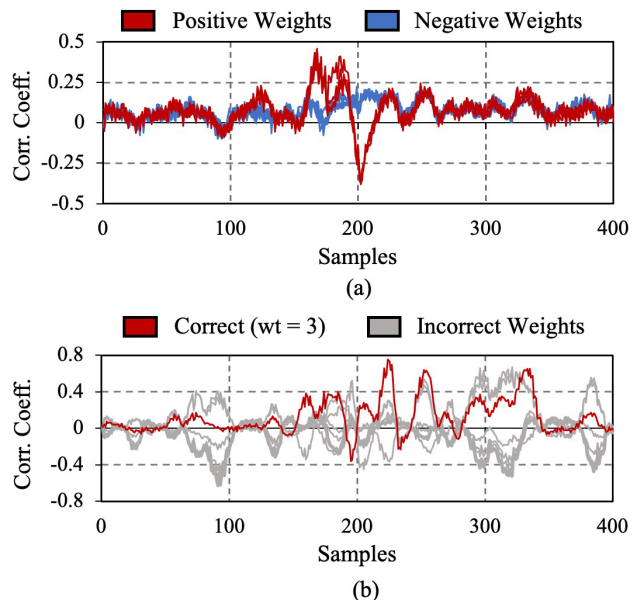 Positive Weights Negative Weights
0.5
0.25
0
-0.25
-0.5
Corr. Coeff.
0 100 200 300 400
Samples
(a)
Correct (wt = 3) Incorrect Weights
0.8
0.4
0
-0.4
-0.8
Corr. Coeff.
0 100 200 300 400
Samples
(b)